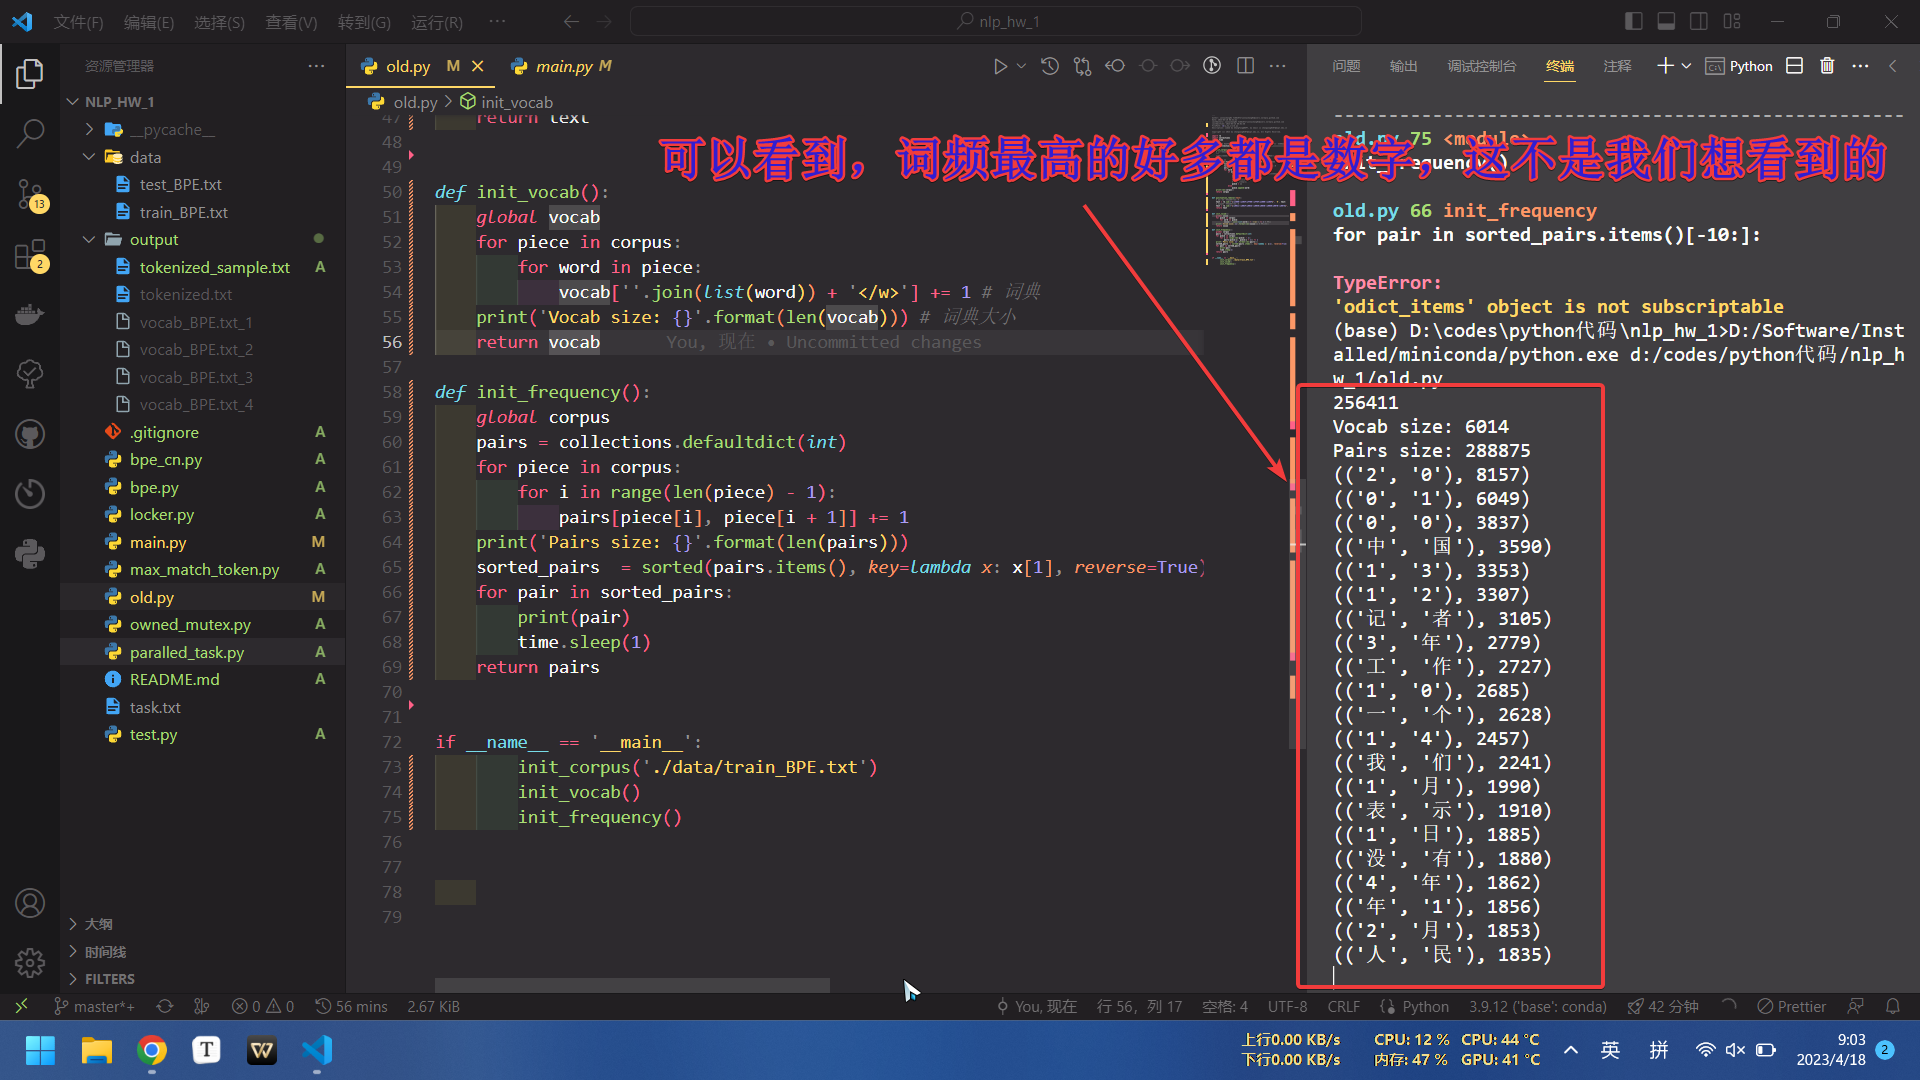 文件(F) 编辑(E) 选择(S) 查看(V) 转到(G) 运行(R) ··· nlp_hw_1
资源管理器 ···
NLP_HW_1
__pycache__
data
test_BPE.txt
train_BPE.txt
output
tokenized_sample.txt A
tokenized.txt
vocab_BPE.txt_1
vocab_BPE.txt_2
vocab_BPE.txt_3
vocab_BPE.txt_4
.gitignore A
bpe_cn.py A
bpe.py A
locker.py A
main.py M
max_match_token.py A
old.py M
owned_mutex.py A
paralled_task.py A
README.md A
task.txt
test.py A
大纲
时间线
FILTERS
13
2
old.py M
main.py M
old.py > init_vocab
47 return text
48
49
50 def init_vocab():
51 global vocab
52 for piece in corpus:
53 for word in piece:
54 vocab[''.join(list(word)) + '</w>'] += 1 # 词典
55 print('Vocab size: {}'.format(len(vocab))) # 词典大小
56 return vocab You, 现在 • Uncommitted changes
57
58 def init_frequency():
59 global corpus
60 pairs = collections.defaultdict(int)
61 for piece in corpus:
62 for i in range(len(piece) - 1):
63 pairs[piece[i], piece[i + 1]] += 1
64 print('Pairs size: {}'.format(len(pairs)))
65 sorted_pairs = sorted(pairs.items(), key=lambda x: x[1], reverse=True)
66 for pair in sorted_pairs:
67 print(pair)
68 time.sleep(1)
69 return pairs
70
71
72 if __name__ == '__main__':
73 init_corpus('./data/train_BPE.txt')
74 init_vocab()
75 init_frequency()
76
77
78
79
可以看到，词频最高的好多都是数字，这不是我们想看到的
问题 输出 调试控制台 终端 注释 Python
old.py 75 <module>
init_frequency()
old.py 66 init_frequency
for pair in sorted_pairs.items()[-10:]:
TypeError:
'odict_items' object is not subscriptable
(base) D:\codes\python代码\nlp_hw_1>D:/Software/Inst
alled/miniconda/python.exe d:/codes/python代码/nlp_h
w_1/old.py
256411
Vocab size: 6014
Pairs size: 288875
(('2', '0'), 8157)
(('0', '1'), 6049)
(('0', '0'), 3837)
(('中', '国'), 3590)
(('1', '3'), 3353)
(('1', '2'), 3307)
(('记', '者'), 3105)
(('3', '年'), 2779)
(('工', '作'), 2727)
(('1', '0'), 2685)
(('一', '个'), 2628)
(('1', '4'), 2457)
(('我', '们'), 2241)
(('1', '月'), 1990)
(('表', '示'), 1910)
(('1', '日'), 1885)
(('没', '有'), 1880)
(('4', '年'), 1862)
(('年', '1'), 1856)
(('2', '月'), 1853)
(('人', '民'), 1835)
master*+ 0 0 56 mins 2.67 KiB You, 现在 行 56，列 17 空格: 4 UTF-8 CRLF Python 3.9.12 ('base': conda) 42 分钟 Prettier
上行0.00 KB/s CPU: 12 % CPU: 44 °C
下行0.00 KB/s 内存: 47 % GPU: 41 °C
英 拼
9:03
2023/4/18
2